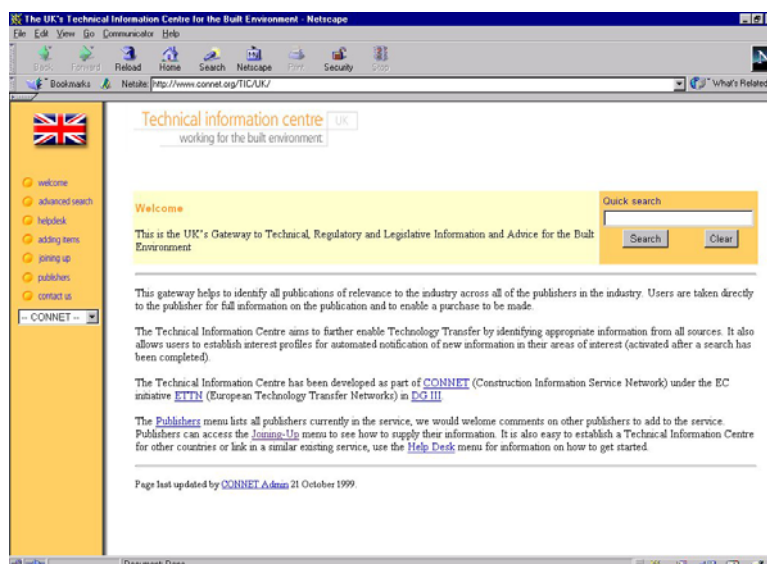 The UK's Technical Information Centre for the Built Environment - Netscape
File Edit View Go Communicator Help
Back Forward Reload Home Search Netscape Print Security Stop
Bookmarks Netsite: http://www.connet.org/TIC/UK/ What's Related
Technical information centre UK
working for the built environment
welcome
advanced search
helpdesk
adding items
joining up
publishers
contact us
-- CONNET --
Welcome
This is the UK's Gateway to Technical, Regulatory and Legislative Information and Advice for the Built
Environment
Quick search
Search Clear
This gateway helps to identify all publications of relevance to the industry across all of the publishers in the industry. Users are taken directly
to the publisher for full information on the publication and to enable a purchase to be made.
The Technical Information Centre aims to further enable Technology Transfer by identifying appropriate information from all sources. It also
allows users to establish interest profiles for automated notification of new information in their areas of interest (activated after a search has
been completed).
The Technical Information Centre has been developed as part of CONNET (Construction Information Service Network) under the EC
initiative ETTN (European Technology Transfer Networks) in DG III.
The Publishers menu lists all publishers currently in the service, we would welome comments on other publishers to add to the service.
Publishers can access the Joining-Up menu to see how to supply their information. It is also easy to establish a Technical Information Centre
for other countries or link in a similar existing service, use the Help Desk menu for information on how to get started.
Page last updated by CONNET Admin 21 October 1999.
Document: Done